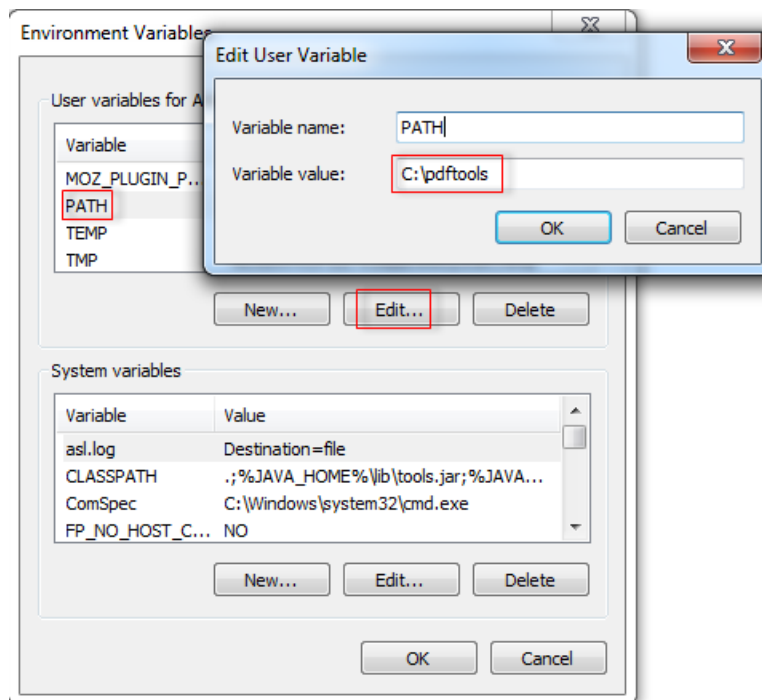 Environment Variables
Edit User Variable
User variables for A
Variable name: PATH
Variable
Variable value: C:\pdftools
MOZ_PLUGIN_P...
PATH
TEMP
OK Cancel
TMP
New... Edit... Delete
System variables
Variable Value
asl.log Destination=file
CLASSPATH .;%JAVA_HOME%\lib\tools.jar;%JAVA...
ComSpec C:\Windows\system32\cmd.exe
FP_NO_HOST_C... NO
New... Edit... Delete
OK Cancel